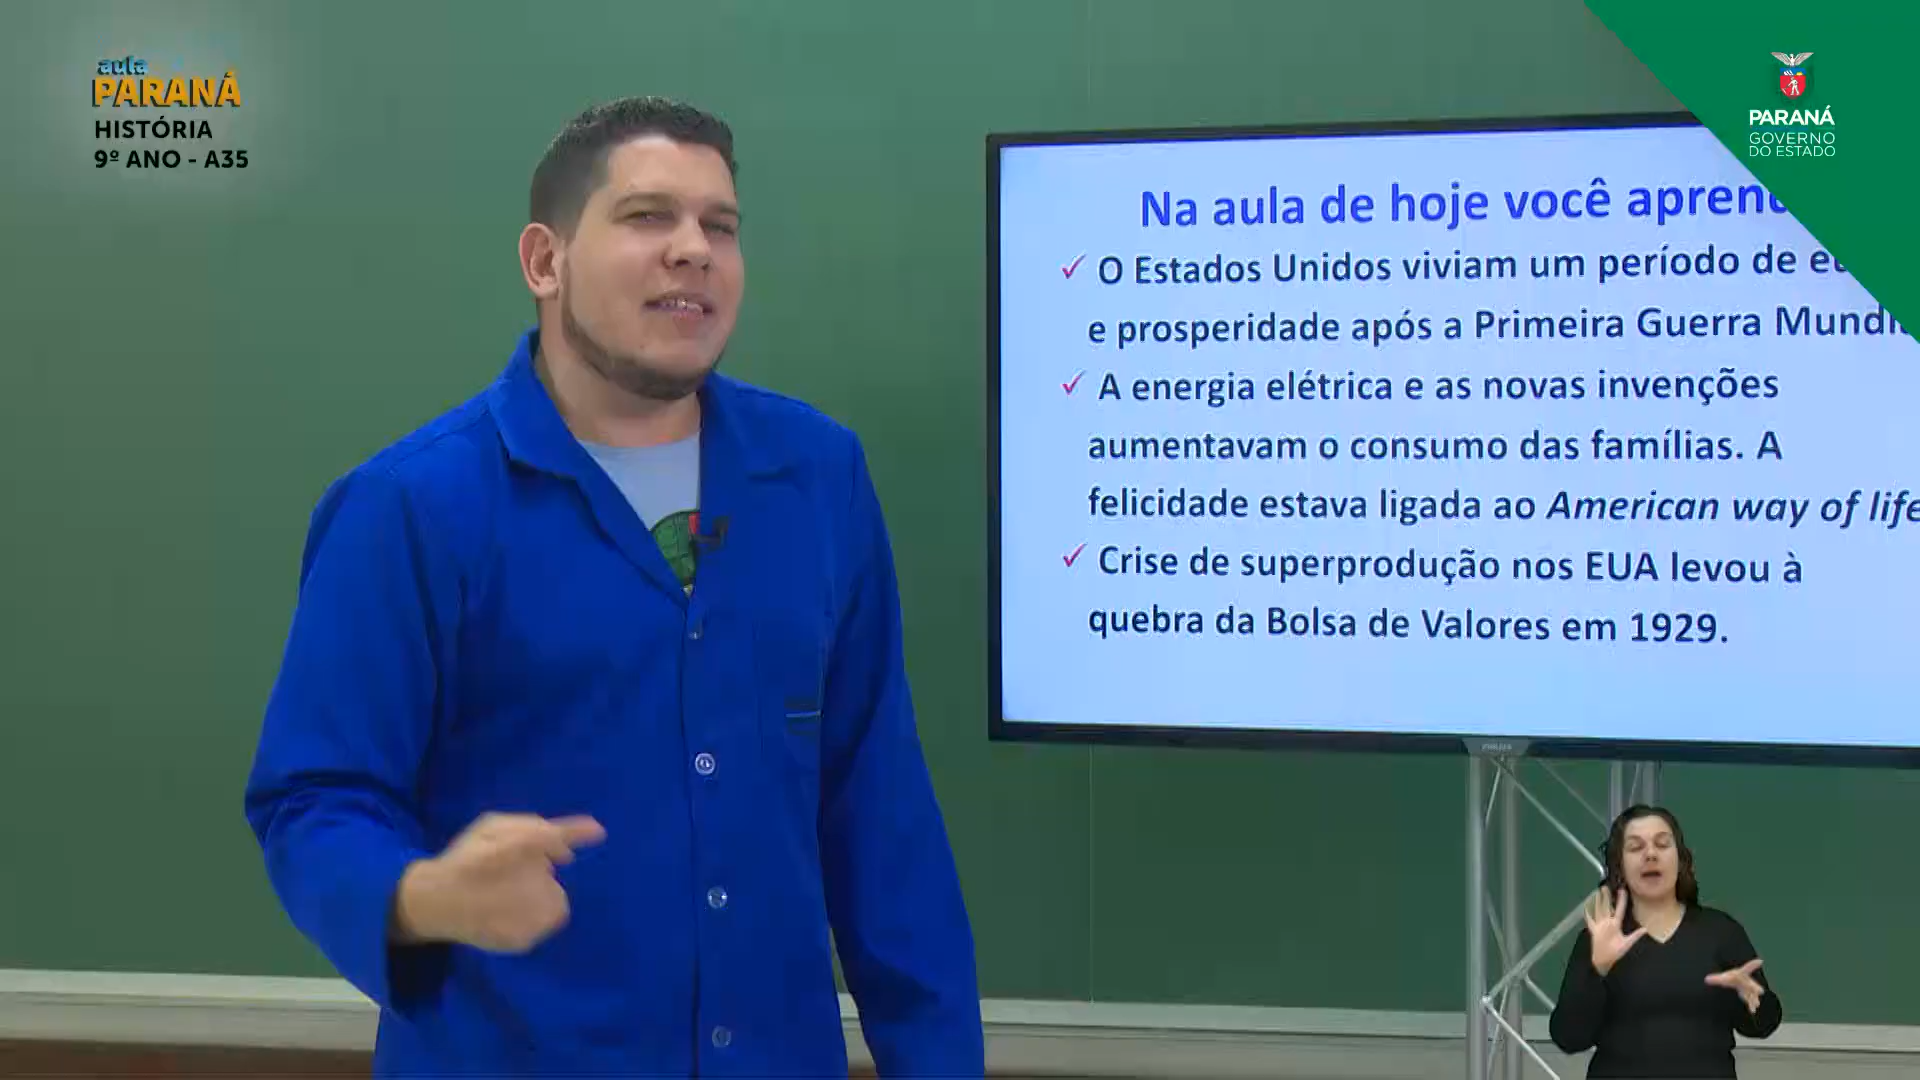 aula
PARANÁ
HISTÓRIA
9º ANO - A35
PARANÁ
GOVERNO
DO ESTADO
Na aula de hoje você
✓ O Estados Unidos viviam um período de
e prosperidade após a Primeira Guerra
✓ A energia elétrica e as novas invenções
aumentavam o consumo das famílias. A
felicidade estava ligada ao American way of life
✓ Crise de superprodução nos EUA levou à
quebra da Bolsa de Valores em 1929.